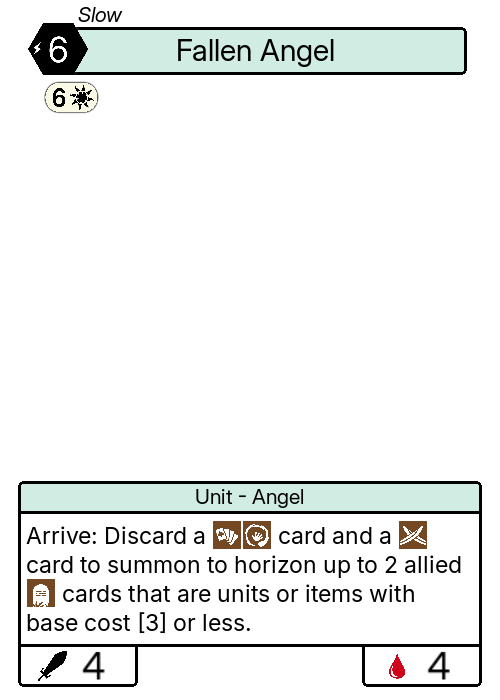 Slow
6 Fallen Angel
6
Unit - Angel
Arrive: Discard a card and a
card to summon to horizon up to 2 allied
cards that are units or items with
base cost [3] or less.
4 4